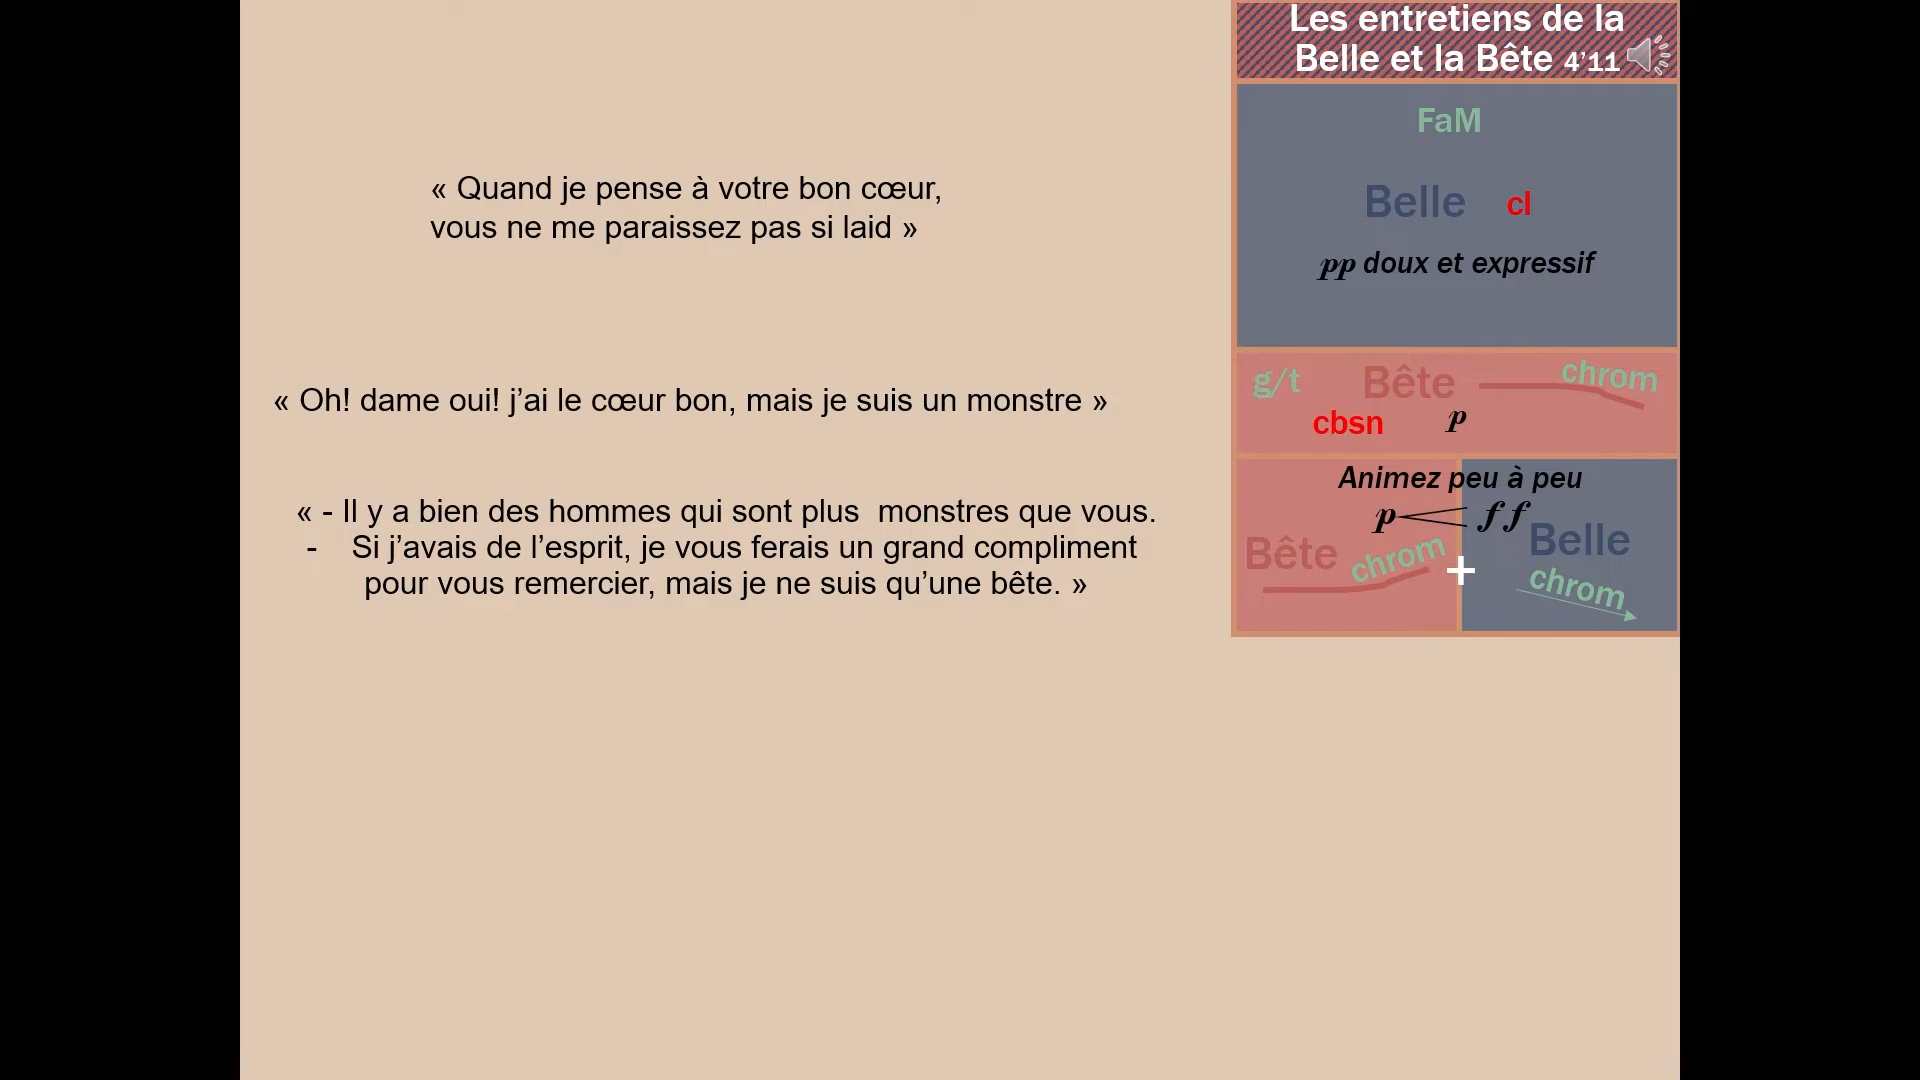 Les entretiens de la
Belle et la Bête 4'11
FaM
« Quand je pense à votre bon cœur,
vous ne me paraissez pas si laid »
Belle cl
pp doux et expressif
« Oh! dame oui! j’ai le cœur bon, mais je suis un monstre »
g/t Bête chrom
cbsn p
« - Il y a bien des hommes qui sont plus  monstres que vous.
- Si j’avais de l’esprit, je vous ferais un grand compliment
pour vous remercier, mais je ne suis qu’une bête. »
Animez peu à peu
p ff
Bête chrom + Belle
chrom